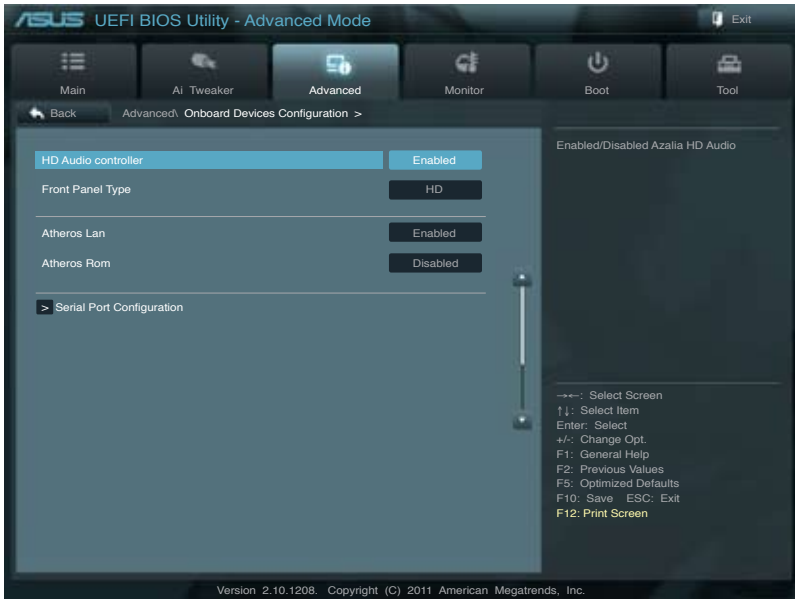 ASUS UEFI BIOS Utility - Advanced Mode
Exit
Main
Ai Tweaker
Advanced
Monitor
Boot
Tool
Back
Advanced\ Onboard Devices Configuration >
HD Audio controller Enabled
Front Panel Type HD
Atheros Lan Enabled
Atheros Rom Disabled
> Serial Port Configuration
Enabled/Disabled Azalia HD Audio
→←: Select Screen
↑↓: Select Item
Enter: Select
+/-: Change Opt.
F1: General Help
F2: Previous Values
F5: Optimized Defaults
F10: Save ESC: Exit
F12: Print Screen
Version 2.10.1208. Copyright (C) 2011 American Megatrends, Inc.